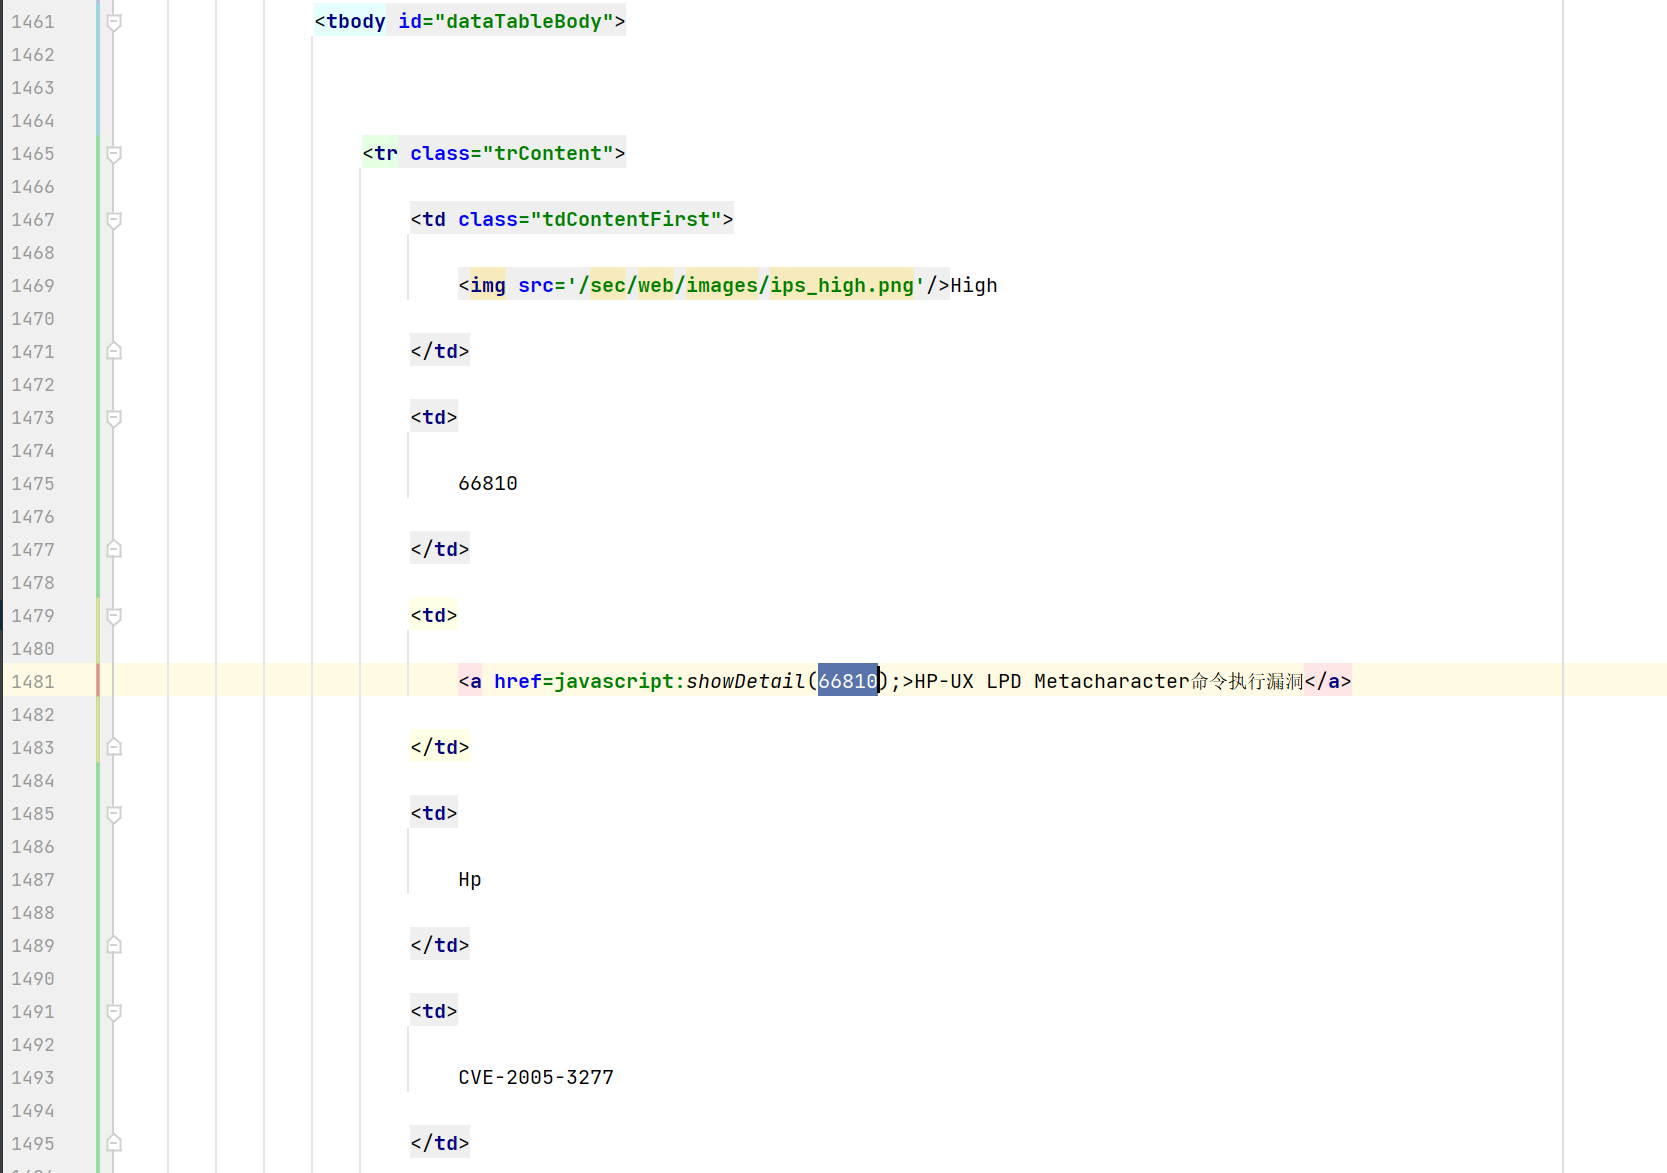 1461 <tbody id="dataTableBody">
1462
1463
1464
1465 <tr class="trContent">
1466
1467 <td class="tdContentFirst">
1468
1469 <img src='/sec/web/images/ips_high.png'/>High
1470
1471 </td>
1472
1473 <td>
1474
1475 66810
1476
1477 </td>
1478
1479 <td>
1480
1481 <a href=javascript:showDetail(66810);>HP-UX LPD Metacharacter命令执行漏洞</a>
1482
1483 </td>
1484
1485 <td>
1486
1487 Hp
1488
1489 </td>
1490
1491 <td>
1492
1493 CVE-2005-3277
1494
1495 </td>